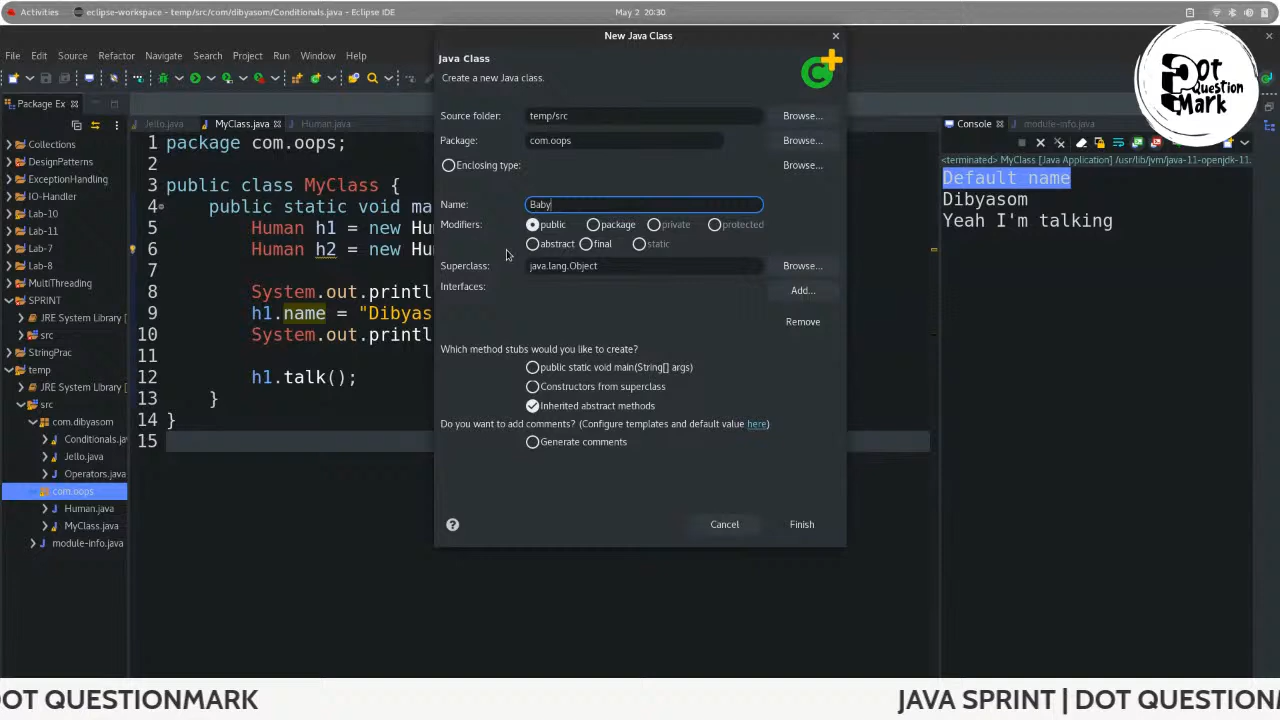 Activities
eclipse-workspace - temp/src/com/dibyasom/Conditionals.java - Eclipse IDE
May 2 20:30
File Edit Source Refactor Navigate Search Project Run Window Help
Package Ex
Collections
DesignPatterns
ExceptionHandling
IO-Handler
Lab-10
Lab-11
Lab-7
Lab-8
MultiThreading
SPRINT
JRE System Library [
src
StringPrac
temp
JRE System Library [
src
com.dibyasom
Conditionals.jav
Jello.java
Operators.java
com.oops
Human.java
MyClass.java
module-info.java
Jello.java MyClass.java Human.java
1 package com.oops;
2
3 public class MyClass {
4 public static void ma
5 Human h1 = new Hu
6 Human h2 = new Hu
7
8 System.out.printl
9 h1.name = "Dibyas
10 System.out.printl
11
12 h1.talk();
13 }
14 }
15
New Java Class
Java Class
Create a new Java class.
Source folder: temp/src Browse...
Package: com.oops Browse...
Enclosing type: Browse...
Name: Baby
Modifiers: public package private protected
abstract final static
Superclass: java.lang.Object Browse...
Interfaces: Add...
Remove
Which method stubs would you like to create?
public static void main(String[] args)
Constructors from superclass
Inherited abstract methods
Do you want to add comments? (Configure templates and default value here)
Generate comments
Cancel Finish
Console module-info.java
<terminated> MyClass [Java Application] /usr/lib/jvm/java-11-openjdk-11.
Default name
Dibyasom
Yeah I'm talking
Dot
Question
Mark
OT QUESTIONMARK
JAVA SPRINT | DOT QUESTIONM